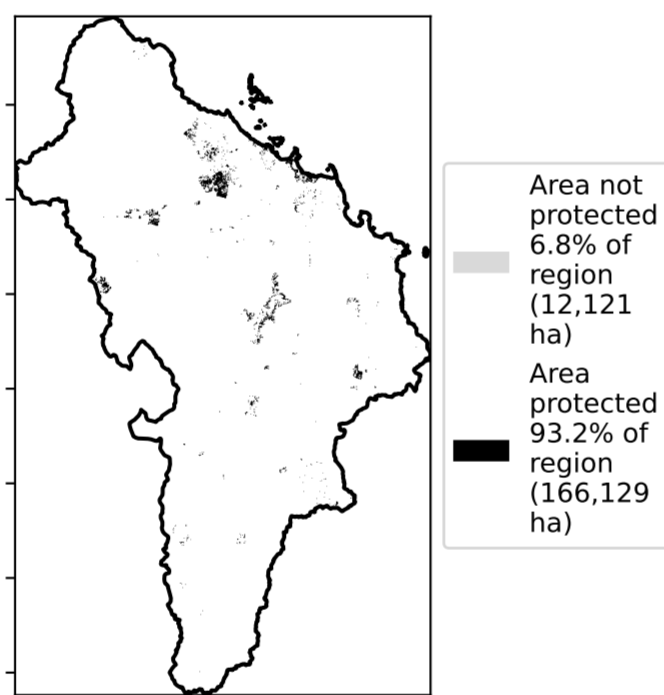 Area not
protected
6.8% of
region
(12,121
ha)
Area
protected
93.2% of
region
(166,129
ha)